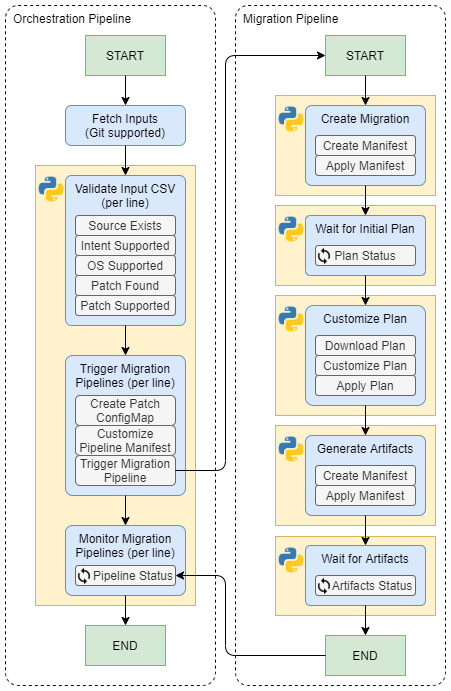 Orchestration Pipeline
START
Fetch Inputs
(Git supported)
Validate Input CSV
(per line)
Source Exists
Intent Supported
OS Supported
Patch Found
Patch Supported
Trigger Migration
Pipelines (per line)
Create Patch
ConfigMap
Customize
Pipeline Manifest
Trigger Migration
Pipeline
Monitor Migration
Pipelines (per line)
Pipeline Status
END
Migration Pipeline
START
Create Migration
Create Manifest
Apply Manifest
Wait for Initial Plan
Plan Status
Customize Plan
Download Plan
Customize Plan
Apply Plan
Generate Artifacts
Create Manifest
Apply Manifest
Wait for Artifacts
Artifacts Status
END